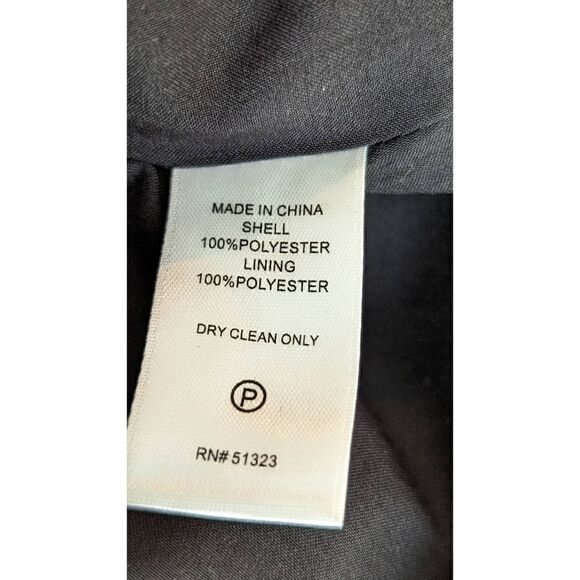 MADE IN CHINA
SHELL
100%POLYESTER
LINING
100%POLYESTER
DRY CLEAN ONLY
P
RN# 51323